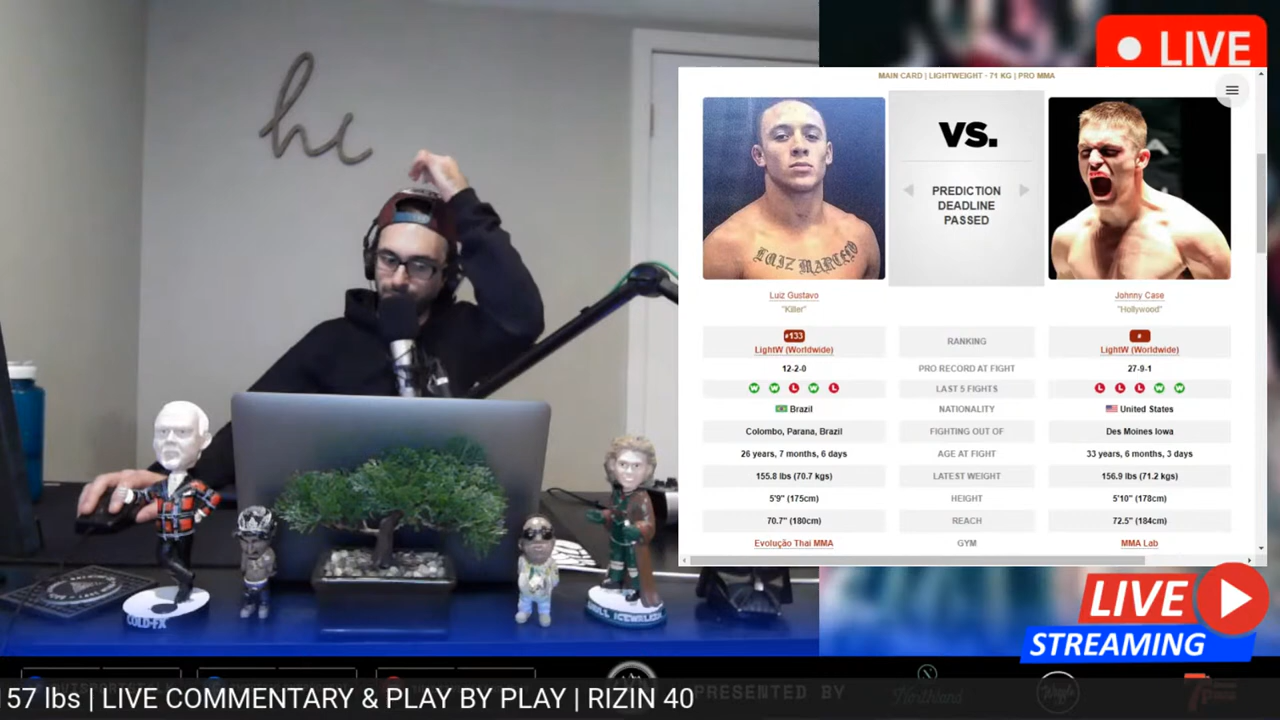 hi
LIVE
MAIN CARD | LIGHTWEIGHT - 71 KG | PRO MMA
VS.
PREDICTION
DEADLINE
PASSED
LUIZ
Luiz Gustavo
Johnny Case
"Killer"
"Hollywood"
#133
RANKING
#
LightW (Worldwide)
LightW (Worldwide)
12-2-0
PRO RECORD AT FIGHT
27-9-1
W W L W L
LAST 5 FIGHTS
L L L W W
Brazil
NATIONALITY
United States
Colombo, Parana, Brazil
FIGHTING OUT OF
Des Moines Iowa
26 years, 7 months, 6 days
AGE AT FIGHT
33 years, 6 months, 3 days
155.8 lbs (70.7 kgs)
LATEST WEIGHT
156.9 lbs (71.2 kgs)
5'9" (175cm)
HEIGHT
5'10" (178cm)
70.7" (180cm)
REACH
72.5" (184cm)
Evolução Thai MMA
GYM
MMA Lab
COLD-FX
LIVE
STREAMING
PRESENTED BY
57 lbs | LIVE COMMENTARY & PLAY BY PLAY | RIZIN 40